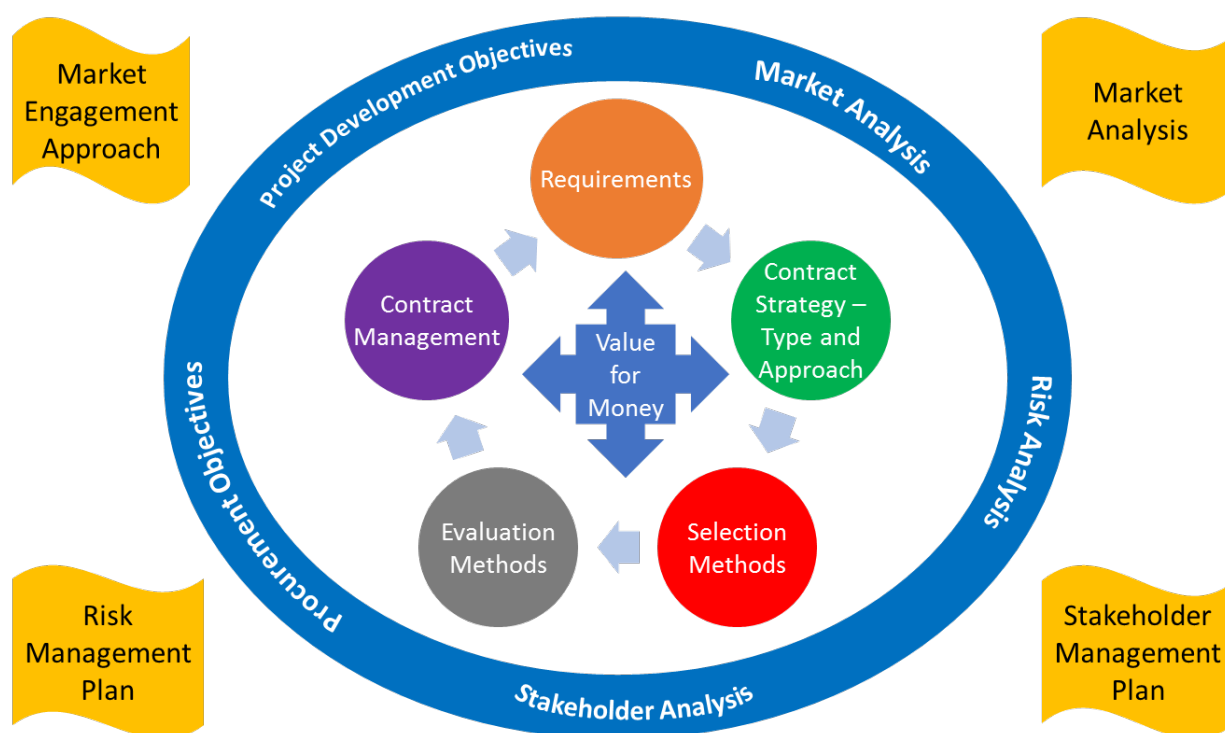 Market
Engagement
Approach
Project Development Objectives
Market Analysis
Market
Analysis
Requirements
Contract
Management
Value
for
Money
Contract
Strategy –
Type and
Approach
Risk Analysis
Procurement Objectives
Evaluation
Methods
Selection
Methods
Risk
Management
Plan
Stakeholder Analysis
Stakeholder
Management
Plan